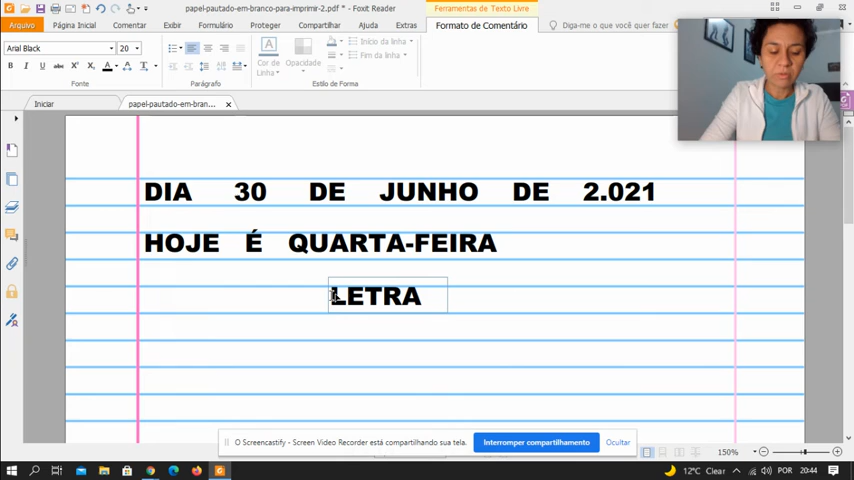 papel-pautado-em-branco-para-imprimir-2.pdf * - Foxit Reader
Ferramentas de Texto Livre
Arquivo
Página Inicial
Comentar
Exibir
Formulário
Proteger
Compartilhar
Ajuda
Extras
Formato de Comentário
Diga-me o que você quer fazer
Arial Black
20
Cor de Linha
Opacidade
Início da linha
Fim da linha
Fonte
Parágrafo
Estilo de Forma
Iniciar
papel-pautado-em-bran...
DIA 30 DE JUNHO DE 2.021
HOJE É QUARTA-FEIRA
LETRA
O Screencastify - Screen Video Recorder está compartilhando sua tela.
Interromper compartilhamento
Ocultar
150%
12°C Clear
POR
20:44